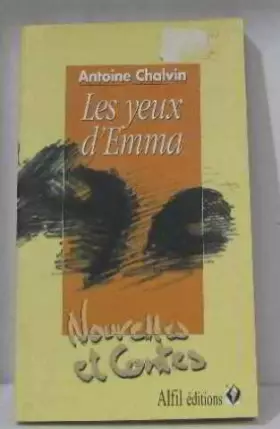 Antoine Chalvin
Les yeux
d'Emma
Nouvelles
et Contes
Alfil éditions